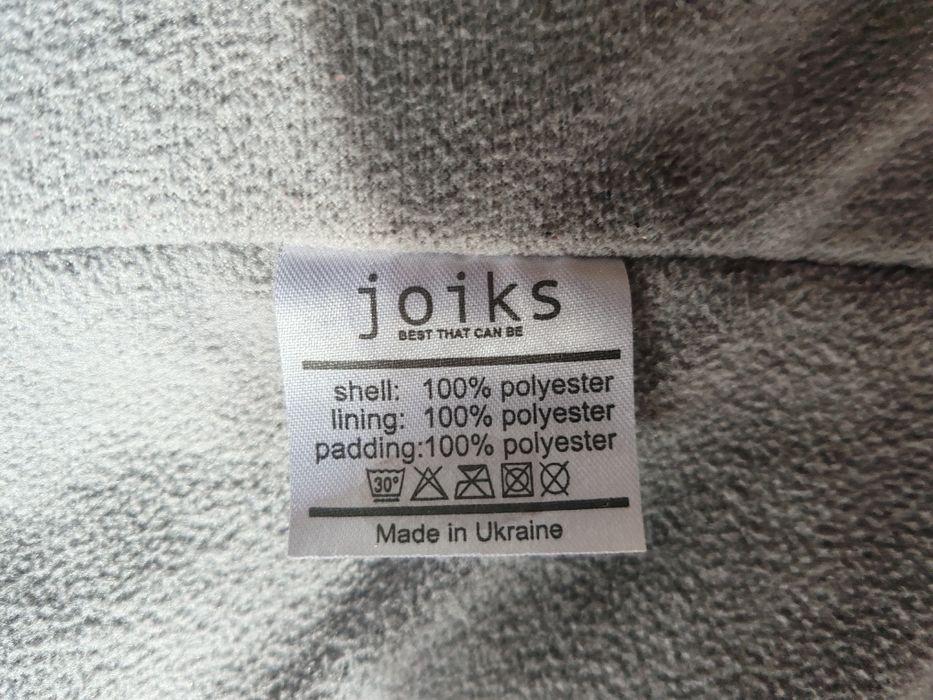 joiks
BEST THAT CAN BE
shell: 100% polyester
lining: 100% polyester
padding:100% polyester
30°
Made in Ukraine